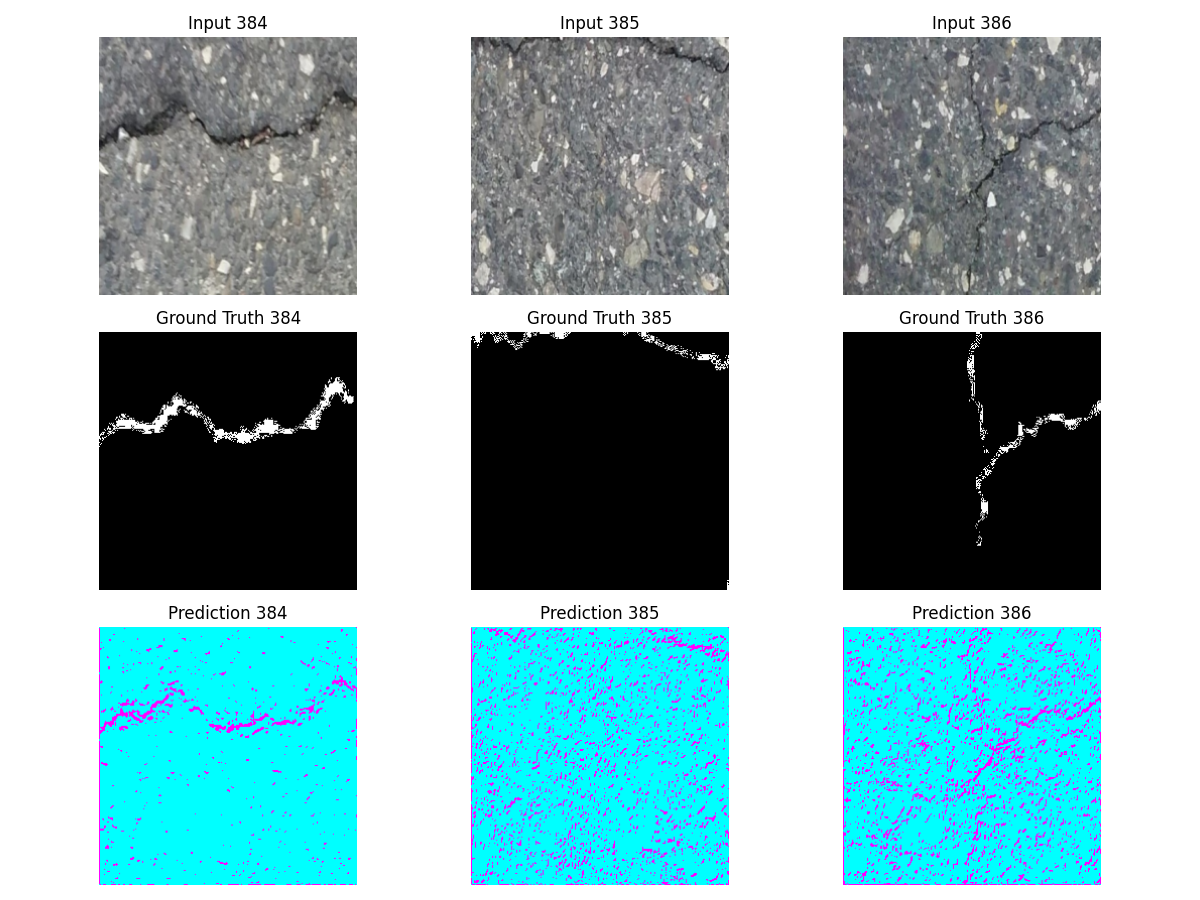 Input 384
Input 385
Input 386
Ground Truth 384
Ground Truth 385
Ground Truth 386
Prediction 384
Prediction 385
Prediction 386